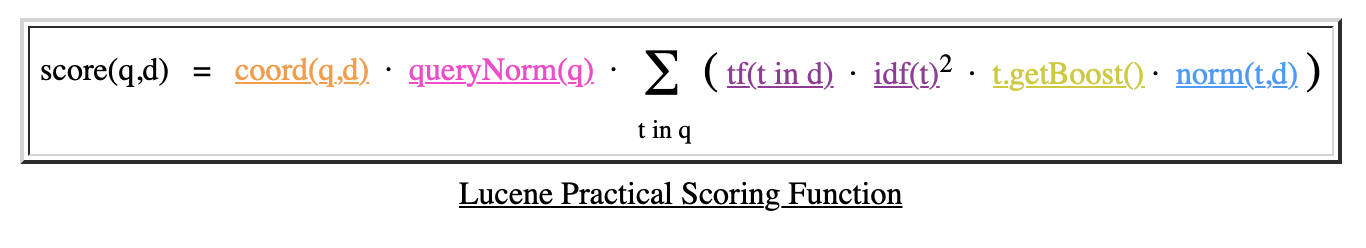 score(q,d) = coord(q,d) · queryNorm(q) · ∑ ( tf(t in d) · idf(t)² · t.getBoost() · norm(t,d) )
t in q
Lucene Practical Scoring Function